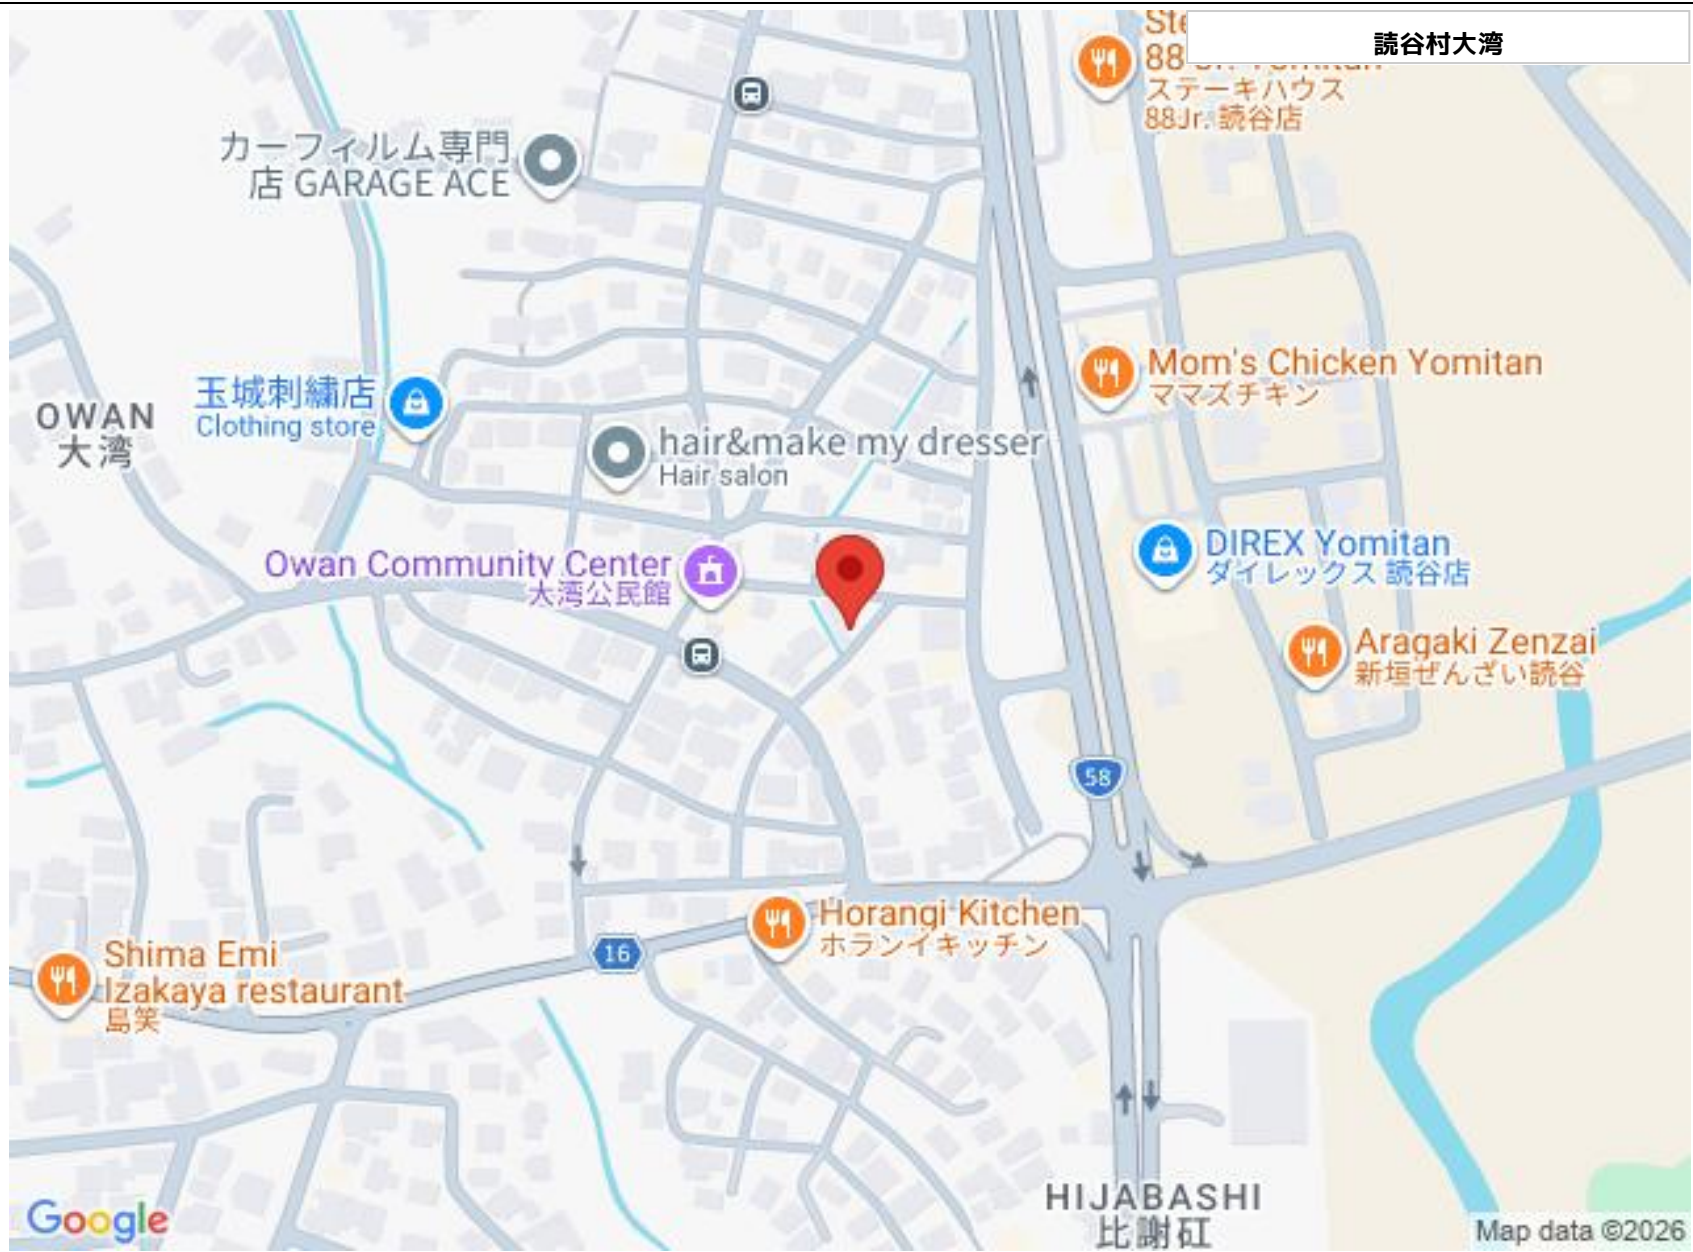 読谷村大湾
88
ステーキハウス
88Jr. 読谷店
カーフィルム専門
店 GARAGE ACE
Mom's Chicken Yomitan
ママズチキン
OWAN
大湾
玉城刺繍店
Clothing store
hair&make my dresser
Hair salon
DIREX Yomitan
ダイレックス 読谷店
Owan Community Center
大湾公民館
Aragaki Zenzai
新垣ぜんざい読谷
58
Horangi Kitchen
ホランイキッチン
16
Shima Emi
Izakaya restaurant
島笑
HIJABASHI
比謝矼
Google
Map data ©2026